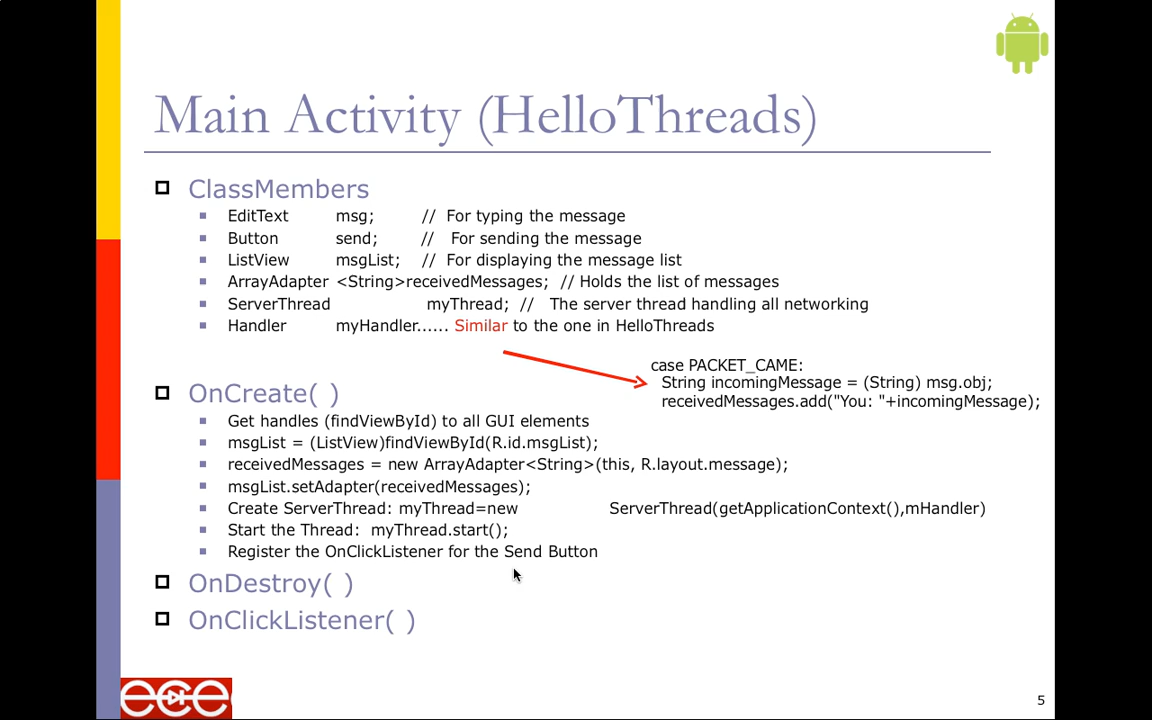 Main Activity (HelloThreads)
ClassMembers
EditText msg; // For typing the message
Button send; // For sending the message
ListView msgList; // For displaying the message list
ArrayAdapter <String>receivedMessages; // Holds the list of messages
ServerThread myThread; // The server thread handling all networking
Handler myHandler...... Similar to the one in HelloThreads
case PACKET_CAME:
String incomingMessage = (String) msg.obj;
receivedMessages.add("You: "+incomingMessage);
OnCreate( )
Get handles (findViewById) to all GUI elements
msgList = (ListView)findViewById(R.id.msgList);
receivedMessages = new ArrayAdapter<String>(this, R.layout.message);
msgList.setAdapter(receivedMessages);
Create ServerThread: myThread=new ServerThread(getApplicationContext(),mHandler)
Start the Thread: myThread.start();
Register the OnClickListener for the Send Button
OnDestroy( )
OnClickListener( )
ece
5